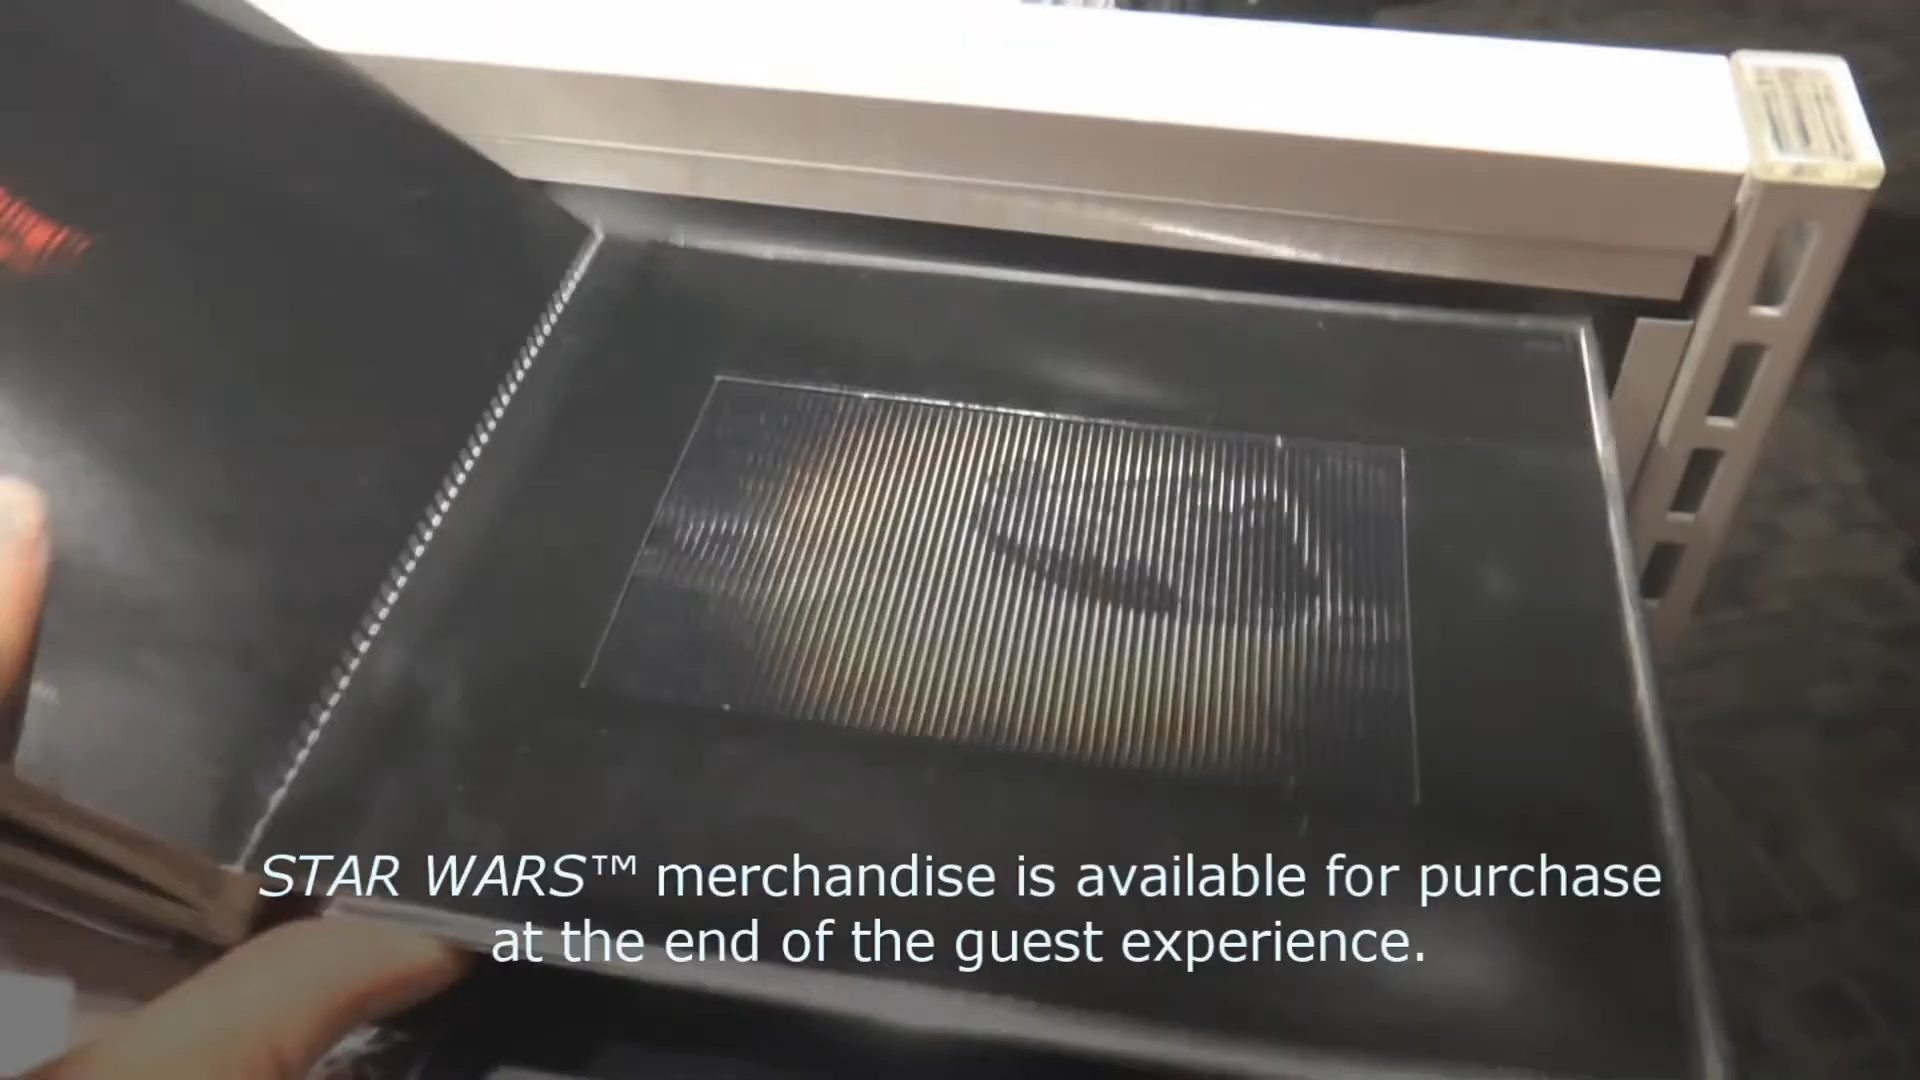 STAR WARS™ merchandise is available for purchase
at the end of the guest experience.